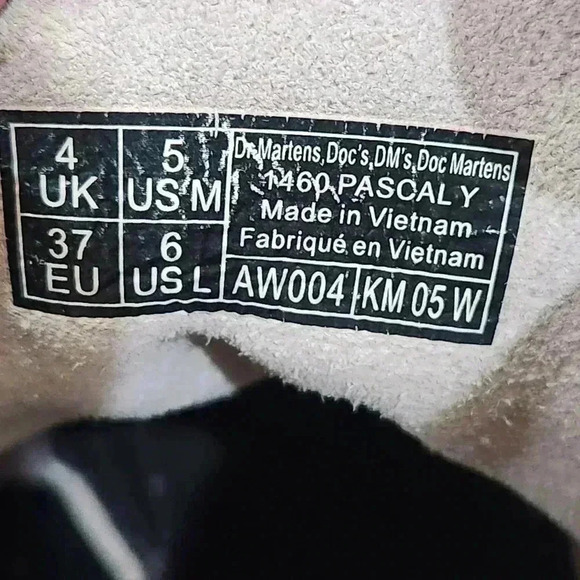 4
UK
5
US M
37
EU
6
US L
Dr.Martens, Doc's, DM's, Doc Martens
1460 PASCAL Y
Made in Vietnam
Fabriqué en Vietnam
AW004
KM 05 W